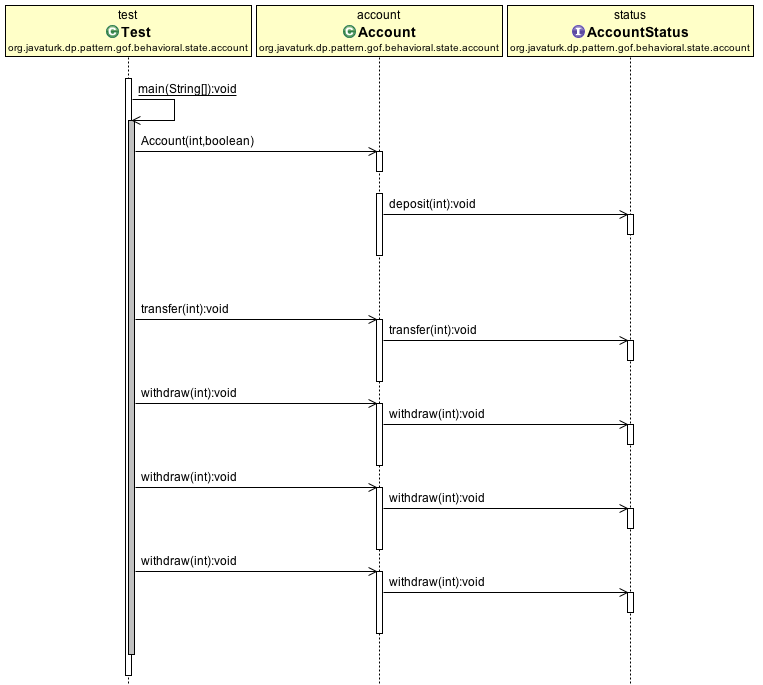 test account status
C Test C Account I AccountStatus
org.javaturk.dp.pattern.gof.behavioral.state.account org.javaturk.dp.pattern.gof.behavioral.state.account org.javaturk.dp.pattern.gof.behavioral.state.account
main(String[]):void
Account(int,boolean)
deposit(int):void
transfer(int):void
transfer(int):void
withdraw(int):void
withdraw(int):void
withdraw(int):void
withdraw(int):void
withdraw(int):void
withdraw(int):void